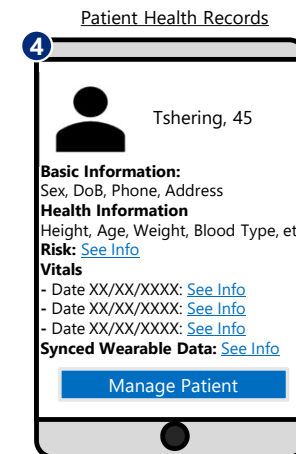 Patient Health Records
4
Tshering, 45
Basic Information:
Sex, DoB, Phone, Address
Health Information
Height, Age, Weight, Blood Type, et
Risk: See Info
Vitals
- Date XX/XX/XXXX: See Info
- Date XX/XX/XXXX: See Info
- Date XX/XX/XXXX: See Info
Synced Wearable Data: See Info
Manage Patient